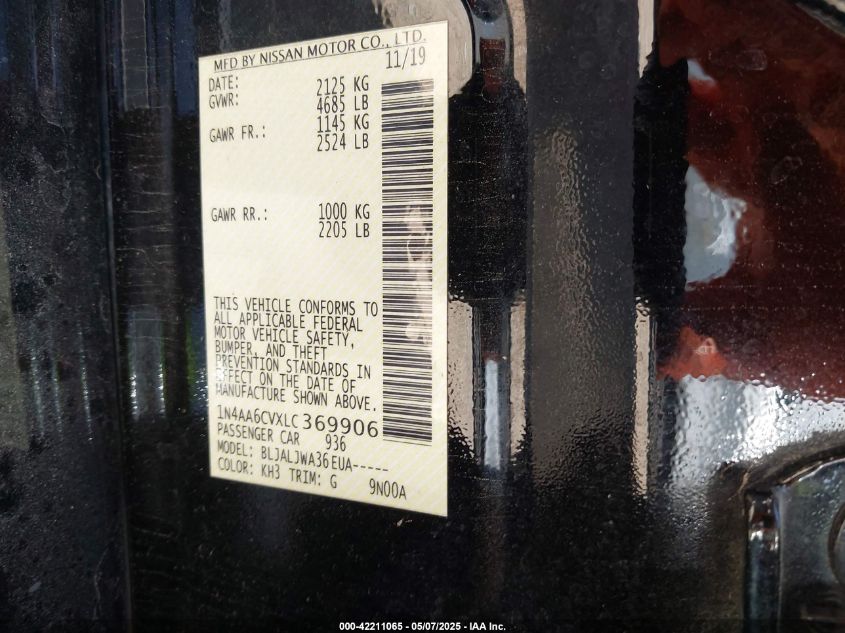 MFD BY NISSAN MOTOR CO., LTD.
DATE: 11/19
GVWR: 2125 KG
4685 LB
GAWR FR.: 1145 KG
2524 LB
GAWR RR.: 1000 KG
2205 LB
THIS VEHICLE CONFORMS TO
ALL APPLICABLE FEDERAL
MOTOR VEHICLE SAFETY,
BUMPER, AND THEFT
PREVENTION STANDARDS IN
EFFECT ON THE DATE OF
MANUFACTURE SHOWN ABOVE.
1N4AA6CVXLC369906
PASSENGER CAR 936
MODEL: BLJALJWA36EUA-----
COLOR: KH3 TRIM: G 9N00A
000-42211065 - 05/07/2025 - IAA Inc.